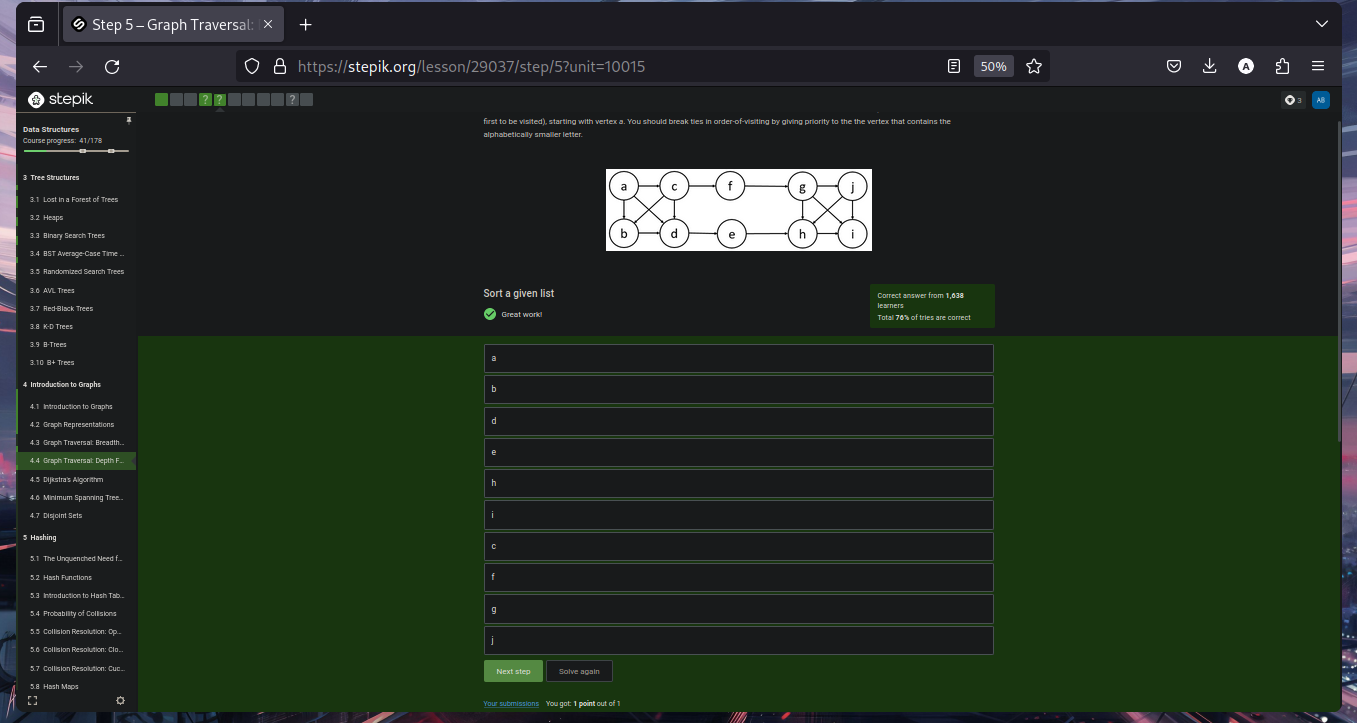 Step 5 – Graph Traversal:
https://stepik.org/lesson/29037/step/5?unit=10015
50%
A
stepik
? ? ?
3
AB
Data Structures
Course progress: 41/178
3 Tree Structures
3.1 Lost in a Forest of Trees
3.2 Heaps
3.3 Binary Search Trees
3.4 BST Average-Case Time ...
3.5 Randomized Search Trees
3.6 AVL Trees
3.7 Red-Black Trees
3.8 K-D Trees
3.9 B-Trees
3.10 B+ Trees
4 Introduction to Graphs
4.1 Introduction to Graphs
4.2 Graph Representations
4.3 Graph Traversal: Breadth...
4.4 Graph Traversal: Depth F...
4.5 Dijkstra's Algorithm
4.6 Minimum Spanning Tree...
4.7 Disjoint Sets
5 Hashing
5.1 The Unquenched Need f...
5.2 Hash Functions
5.3 Introduction to Hash Tab...
5.4 Probability of Collisions
5.5 Collision Resolution: Op...
5.6 Collision Resolution: Clo...
5.7 Collision Resolution: Cuc...
5.8 Hash Maps
first to be visited), starting with vertex a. You should break ties in order-of-visiting by giving priority to the the vertex that contains the
alphabetically smaller letter.
a c f g j
b d e h i
Sort a given list
Great work!
Correct answer from 1,638
learners
Total 76% of tries are correct
a
b
d
e
h
i
c
f
g
j
Next step
Solve again
Your submissions You got: 1 point out of 1